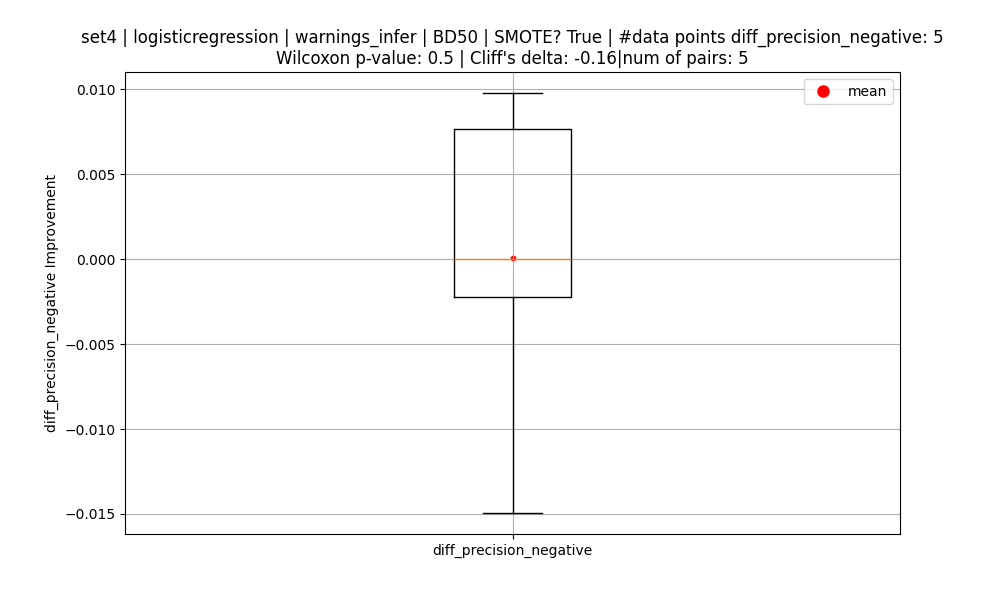 set4 | logisticregression | warnings_infer | BD50 | SMOTE? True | #data points diff_precision_negative: 5
Wilcoxon p-value: 0.5 | Cliff's delta: -0.16|num of pairs: 5
mean
0.010
0.005
0.000
−0.005
−0.010
−0.015
diff_precision_negative Improvement
diff_precision_negative